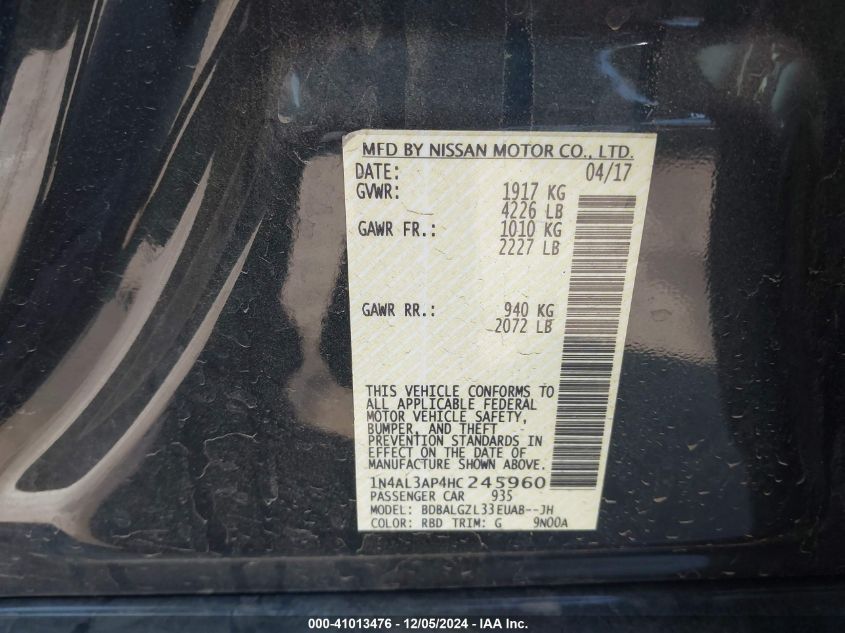 MFD BY NISSAN MOTOR CO., LTD.
DATE: 04/17
GVWR: 1917 KG
4226 LB
GAWR FR.: 1010 KG
2227 LB
GAWR RR.: 940 KG
2072 LB
THIS VEHICLE CONFORMS TO
ALL APPLICABLE FEDERAL
MOTOR VEHICLE SAFETY,
BUMPER, AND THEFT
PREVENTION STANDARDS IN
EFFECT ON THE DATE OF
MANUFACTURE SHOWN ABOVE.
1N4AL3AP4HC245960
PASSENGER CAR 935
MODEL: BDBALGZL33EUAB--JH
COLOR: RBD TRIM: G 9N00A
000-41013476 - 12/05/2024 - IAA Inc.